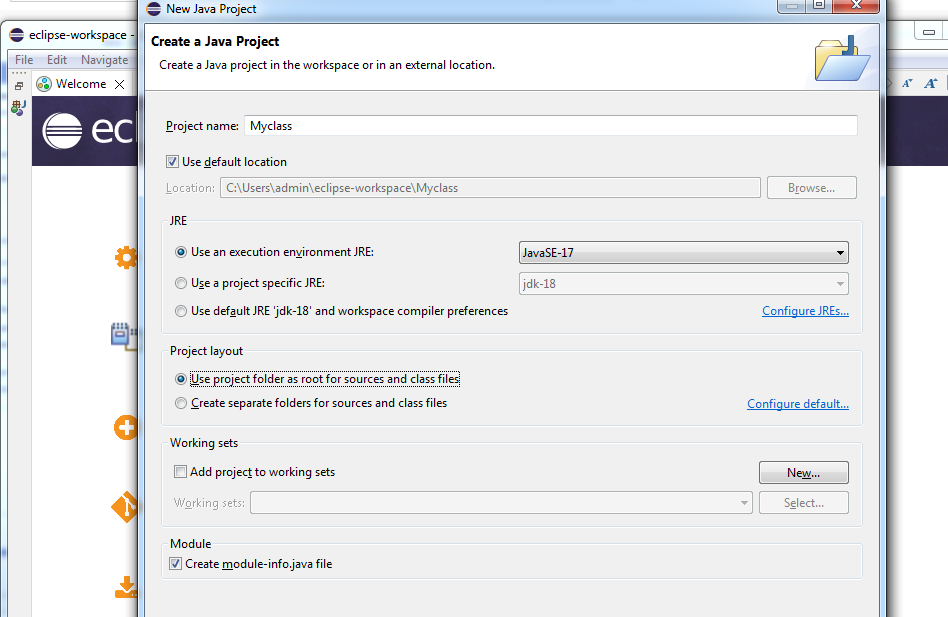 New Java Project
eclipse-workspace -
File Edit Navigate
Welcome
ec
Create a Java Project
Create a Java project in the workspace or in an external location.
Project name: Myclass
Use default location
Location: C:\Users\admin\eclipse-workspace\Myclass Browse...
JRE
Use an execution environment JRE: JavaSE-17
Use a project specific JRE: jdk-18
Use default JRE 'jdk-18' and workspace compiler preferences Configure JREs...
Project layout
Use project folder as root for sources and class files
Create separate folders for sources and class files Configure default...
Working sets
Add project to working sets New...
Working sets: Select...
Module
Create module-info.java file